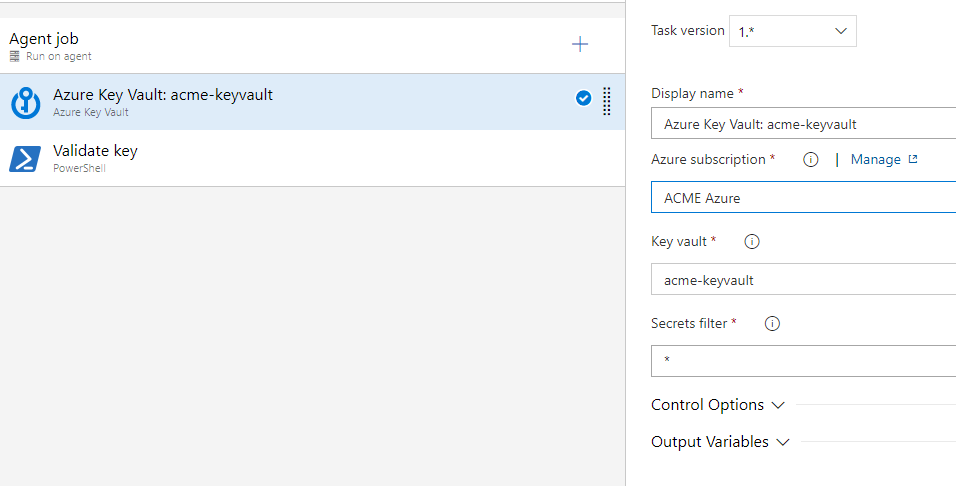 Agent job
Run on agent
Azure Key Vault: acme-keyvault
Azure Key Vault
Validate key
PowerShell
Task version 1.*
Display name *
Azure Key Vault: acme-keyvault
Azure subscription * | Manage
ACME Azure
Key vault *
acme-keyvault
Secrets filter *
*
Control Options
Output Variables